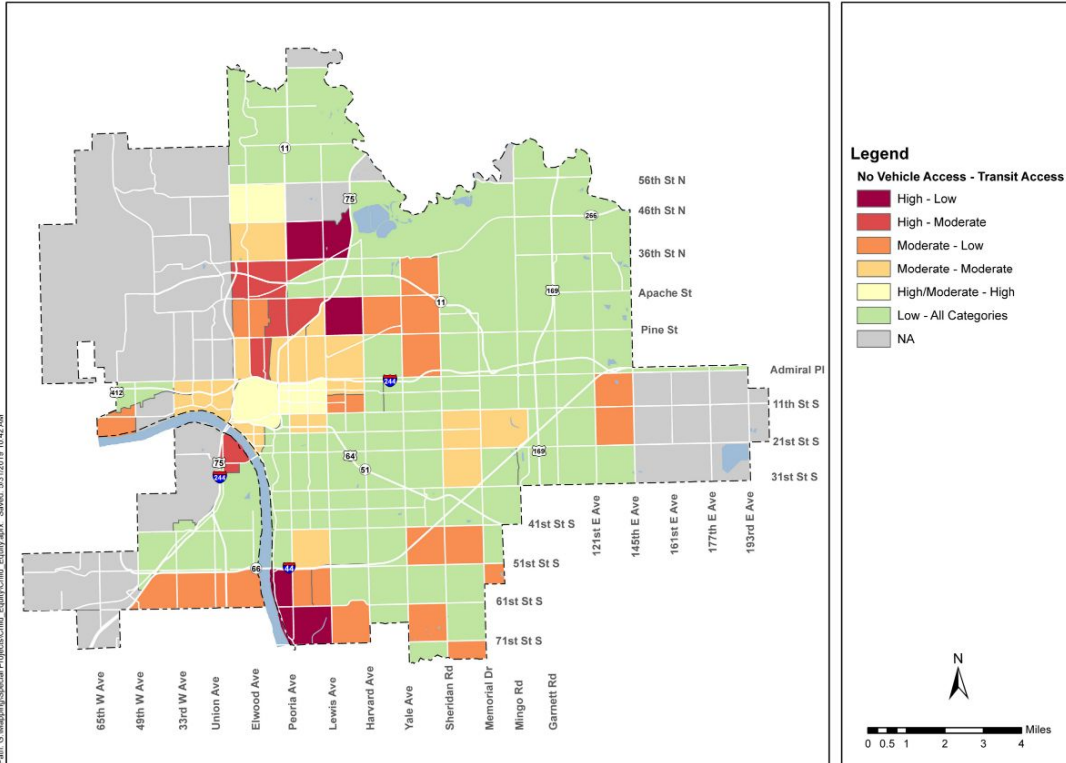 11
75
56th St N
46th St N
266
36th St N
169
Apache St
11
Pine St
Admiral Pl
412
244
11th St S
21st St S
75
64
169
51
31st St S
244
41st St S
121st E Ave
145th E Ave
161st E Ave
177th E Ave
193rd E Ave
66
44
51st St S
61st St S
71st St S
65th W Ave
49th W Ave
33rd W Ave
Union Ave
Elwood Ave
Peoria Ave
Lewis Ave
Harvard Ave
Yale Ave
Sheridan Rd
Memorial Dr
Mingo Rd
Garnett Rd
Legend
No Vehicle Access - Transit Access
High - Low
High - Moderate
Moderate - Low
Moderate - Moderate
High/Moderate - High
Low - All Categories
NA
N
Miles
0 0.5 1 2 3 4